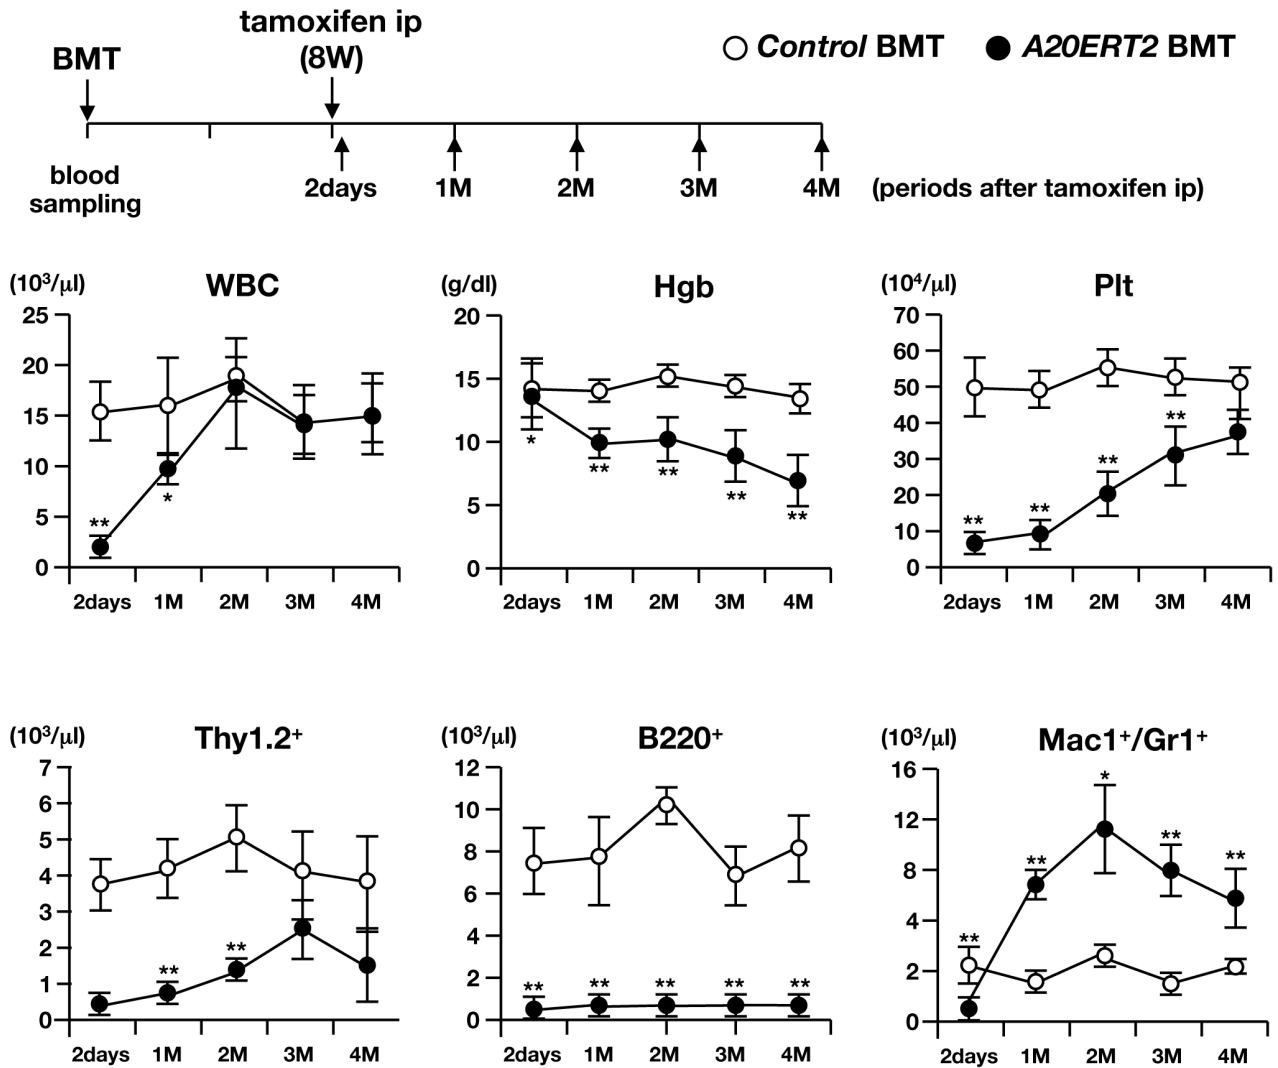 tamoxifen ip
(8W)
BMT
Control BMT
A20ERT2 BMT
blood
sampling
2days
1M
2M
3M
4M
(periods after tamoxifen ip)
(10³/μl)
WBC
25
20
15
10
5
0
**
*
2days 1M 2M 3M 4M
(g/dl)
Hgb
20
15
10
5
0
*
**
**
**
**
2days 1M 2M 3M 4M
(10⁴/μl)
Plt
70
60
50
40
30
20
10
0
**
**
**
**
2days 1M 2M 3M 4M
(10³/μl)
Thy1.2⁺
7
6
5
4
3
2
1
0
**
**
2days 1M 2M 3M 4M
(10³/μl)
B220⁺
12
10
8
6
4
2
0
**
**
**
**
**
2days 1M 2M 3M 4M
(10³/μl)
Mac1⁺/Gr1⁺
16
12
8
4
2
0
**
**
*
**
**
2days 1M 2M 3M 4M